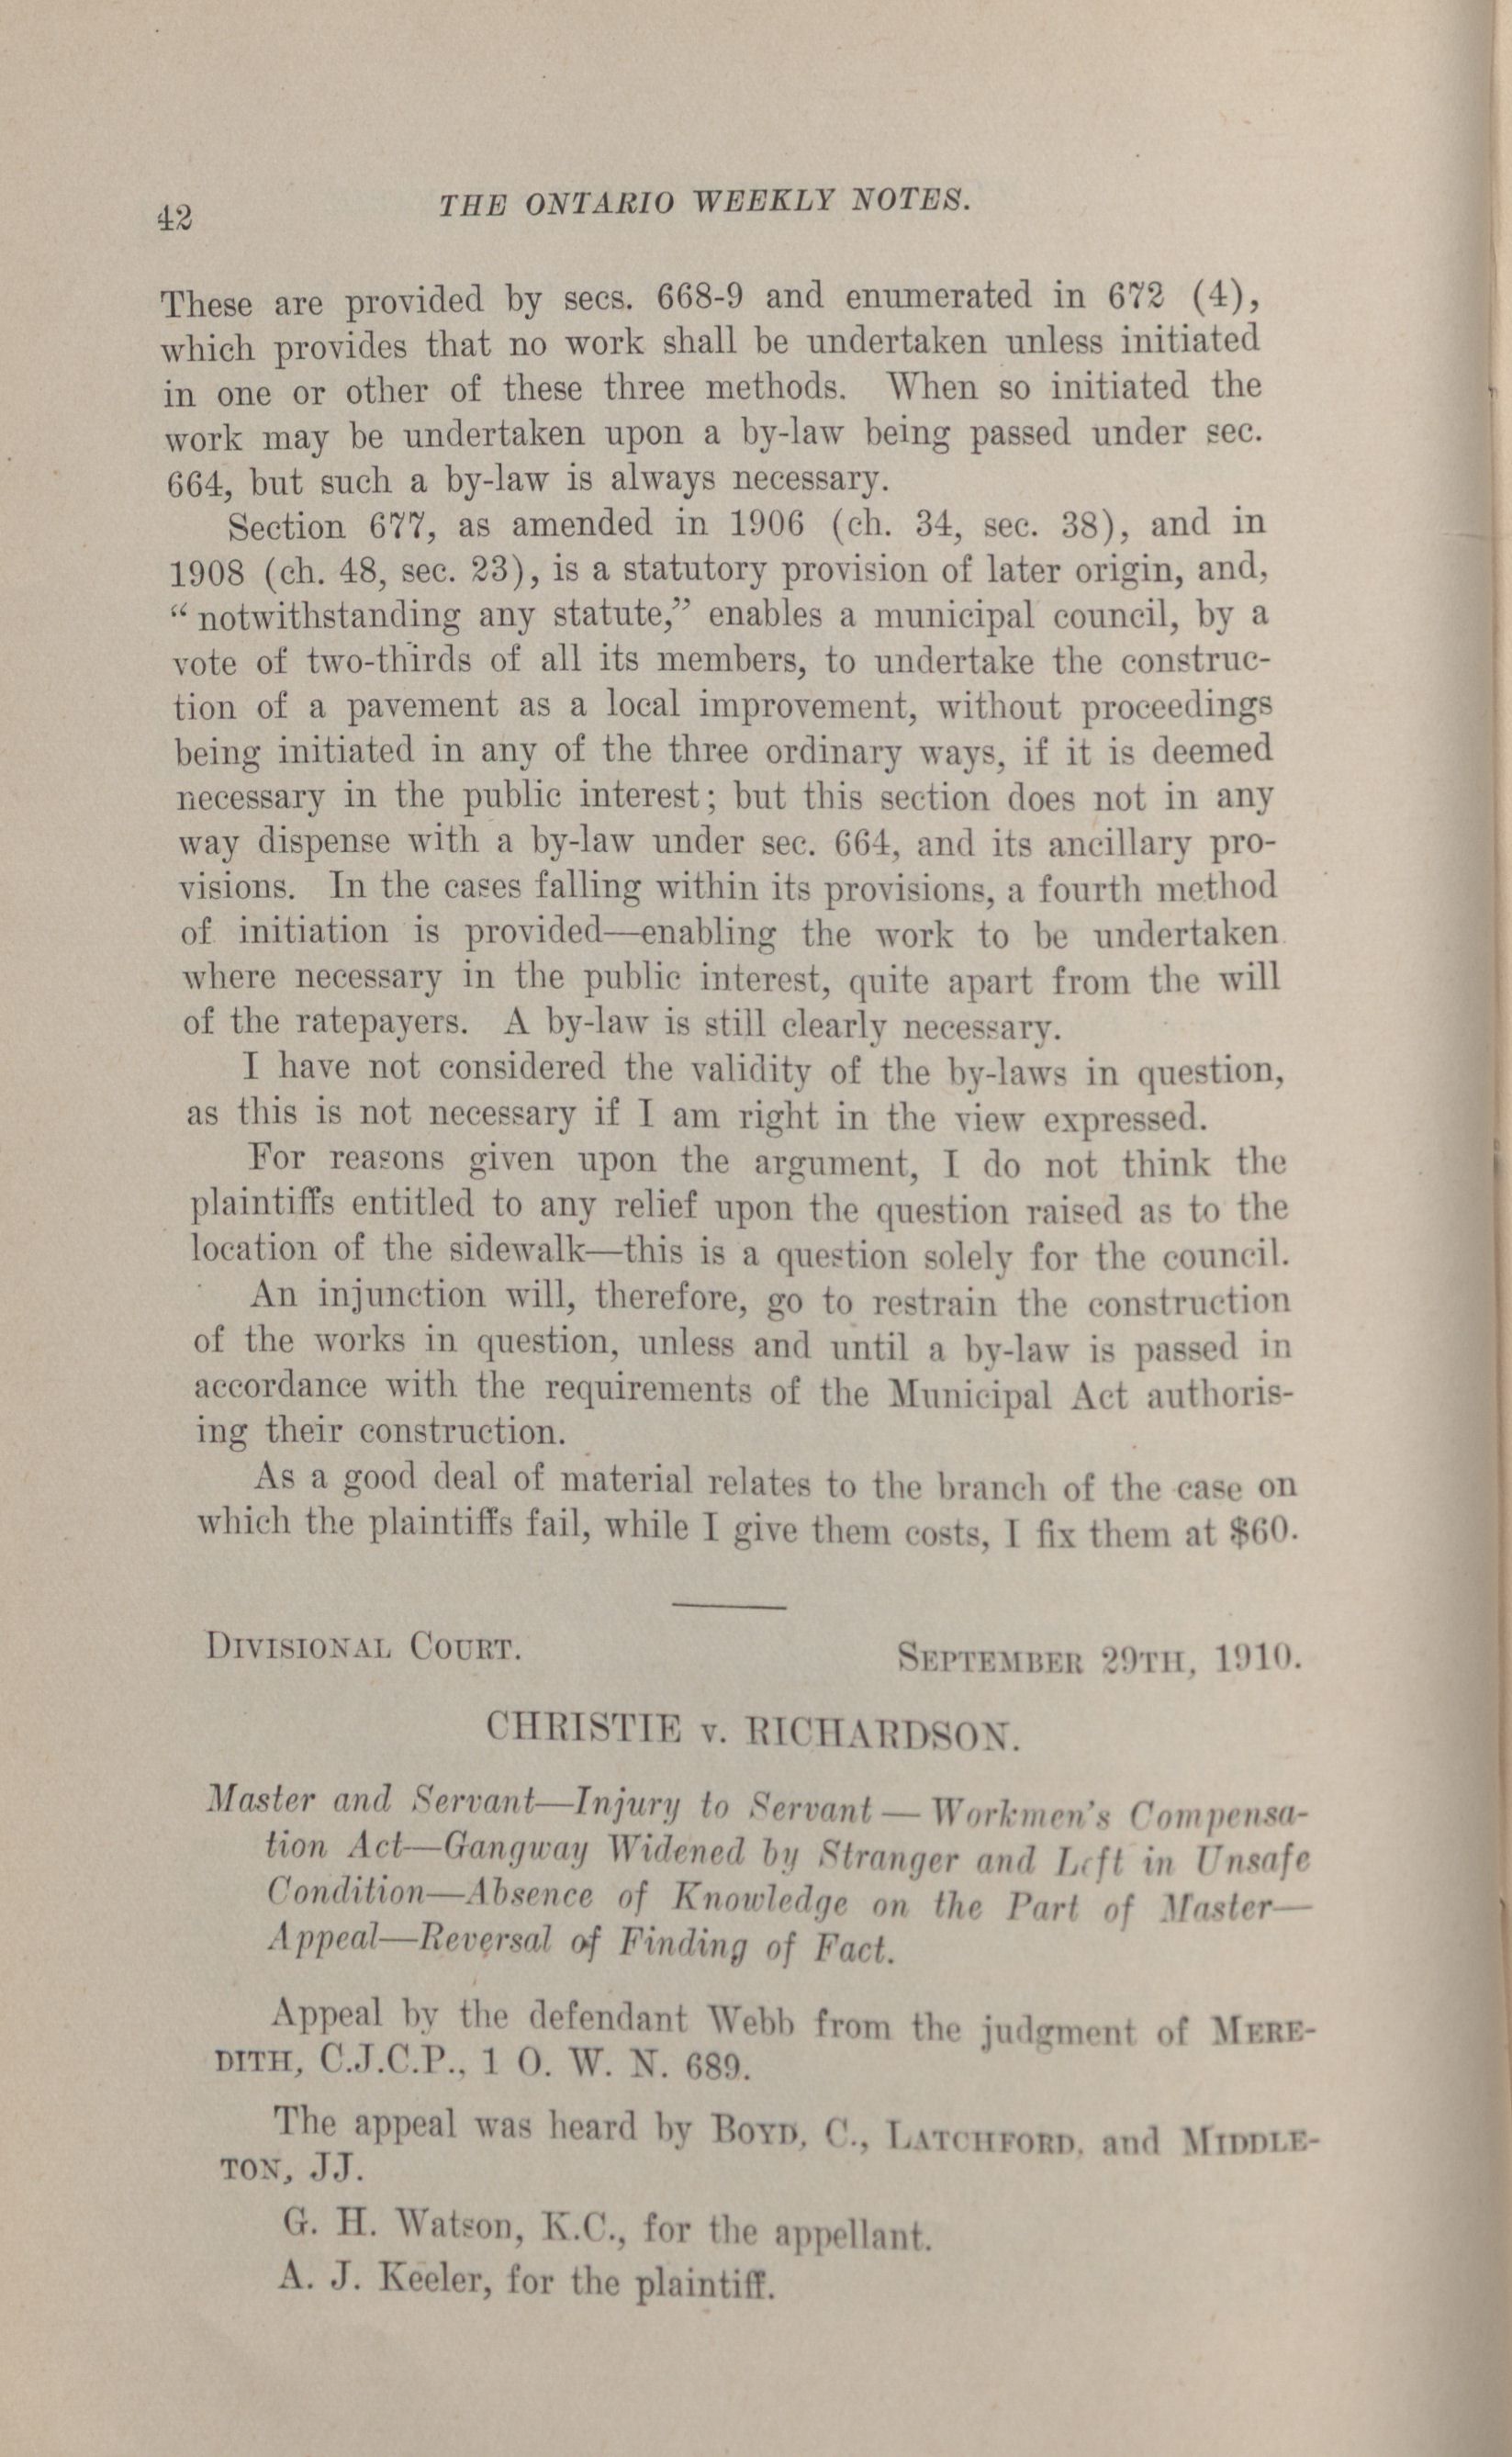 42
THE ONTARIO WEEKLY NOTES.
These are provided by secs. 668-9 and enumerated in 672 (4),
which provides that no work shall be undertaken unless initiated
in one or other of these three methods. When so initiated the
work may be undertaken upon a by-law being passed under sec.
664, but such a by-law is always necessary.
Section 677, as amended in 1906 (ch. 34, sec. 38), and in
1908 (ch. 48, sec. 23), is a statutory provision of later origin, and,
“notwithstanding any statute,” enables a municipal council, by a
vote of two-thirds of all its members, to undertake the construc-
tion of a pavement as a local improvement, without proceedings
being initiated in any of the three ordinary ways, if it is deemed
necessary in the public interest; but this section does not in any
way dispense with a by-law under sec. 664, and its ancillary pro-
visions. In the cases falling within its provisions, a fourth method
of initiation is provided—enabling the work to be undertaken
where necessary in the public interest, quite apart from the will
of the ratepayers. A by-law is still clearly necessary.
I have not considered the validity of the by-laws in question,
as this is not necessary if I am right in the view expressed.
For reasons given upon the argument, I do not think the
plaintiffs entitled to any relief upon the question raised as to the
location of the sidewalk—this is a question solely for the council.
An injunction will, therefore, go to restrain the construction
of the works in question, unless and until a by-law is passed in
accordance with the requirements of the Municipal Act authoris-
ing their construction.
As a good deal of material relates to the branch of the case on
which the plaintiffs fail, while I give them costs, I fix them at $60.
DIVISIONAL COURT. SEPTEMBER 29TH, 1910.
CHRISTIE v. RICHARDSON.
Master and Servant—Injury to Servant — Workmen's Compensa-
tion Act—Gangway Widened by Stranger and Left in Unsafe
Condition—Absence of Knowledge on the Part of Master—
Appeal—Reversal of Finding of Fact.
Appeal by the defendant Webb from the judgment of MERE-
DITH, C.J.C.P., 1 O. W. N. 689.
The appeal was heard by BOYD, C., LATCHFORD, and MIDDLE-
TON, JJ.
G. H. Watson, K.C., for the appellant.
A. J. Keeler, for the plaintiff.